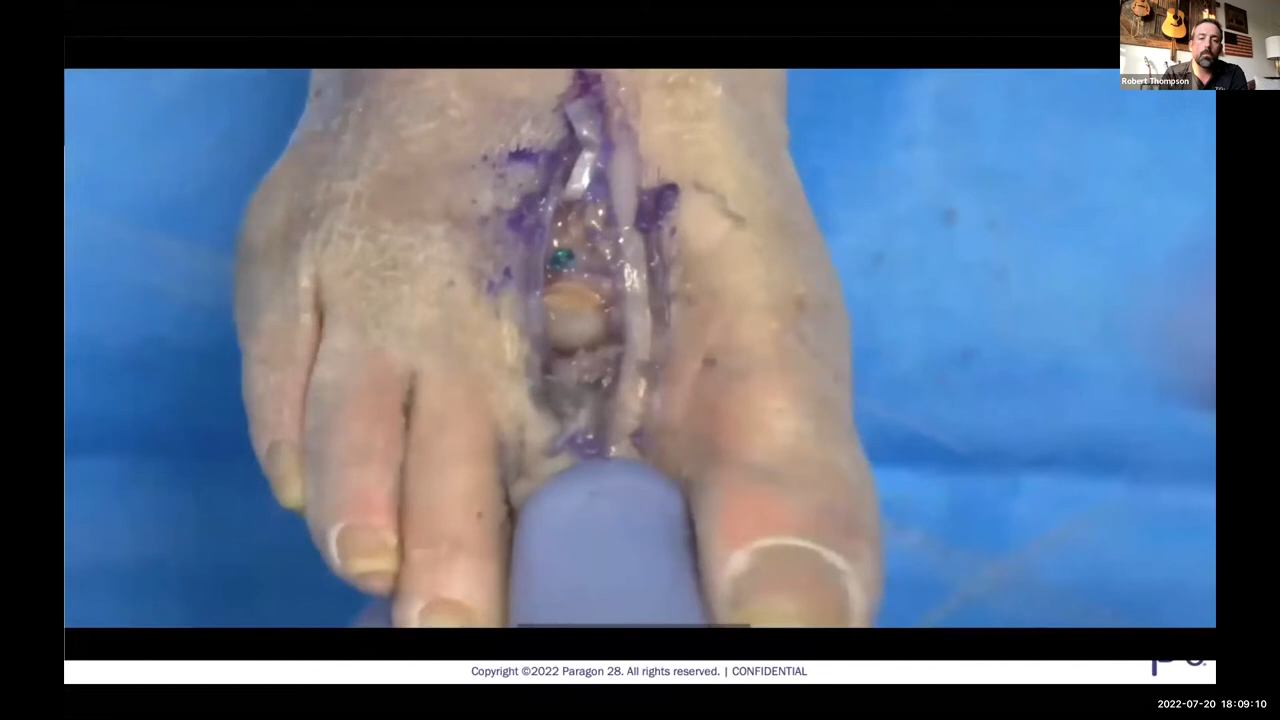 Robert Thompson
Copyright ©2022 Paragon 28. All rights reserved. | CONFIDENTIAL
2022-07-20 18:09:10